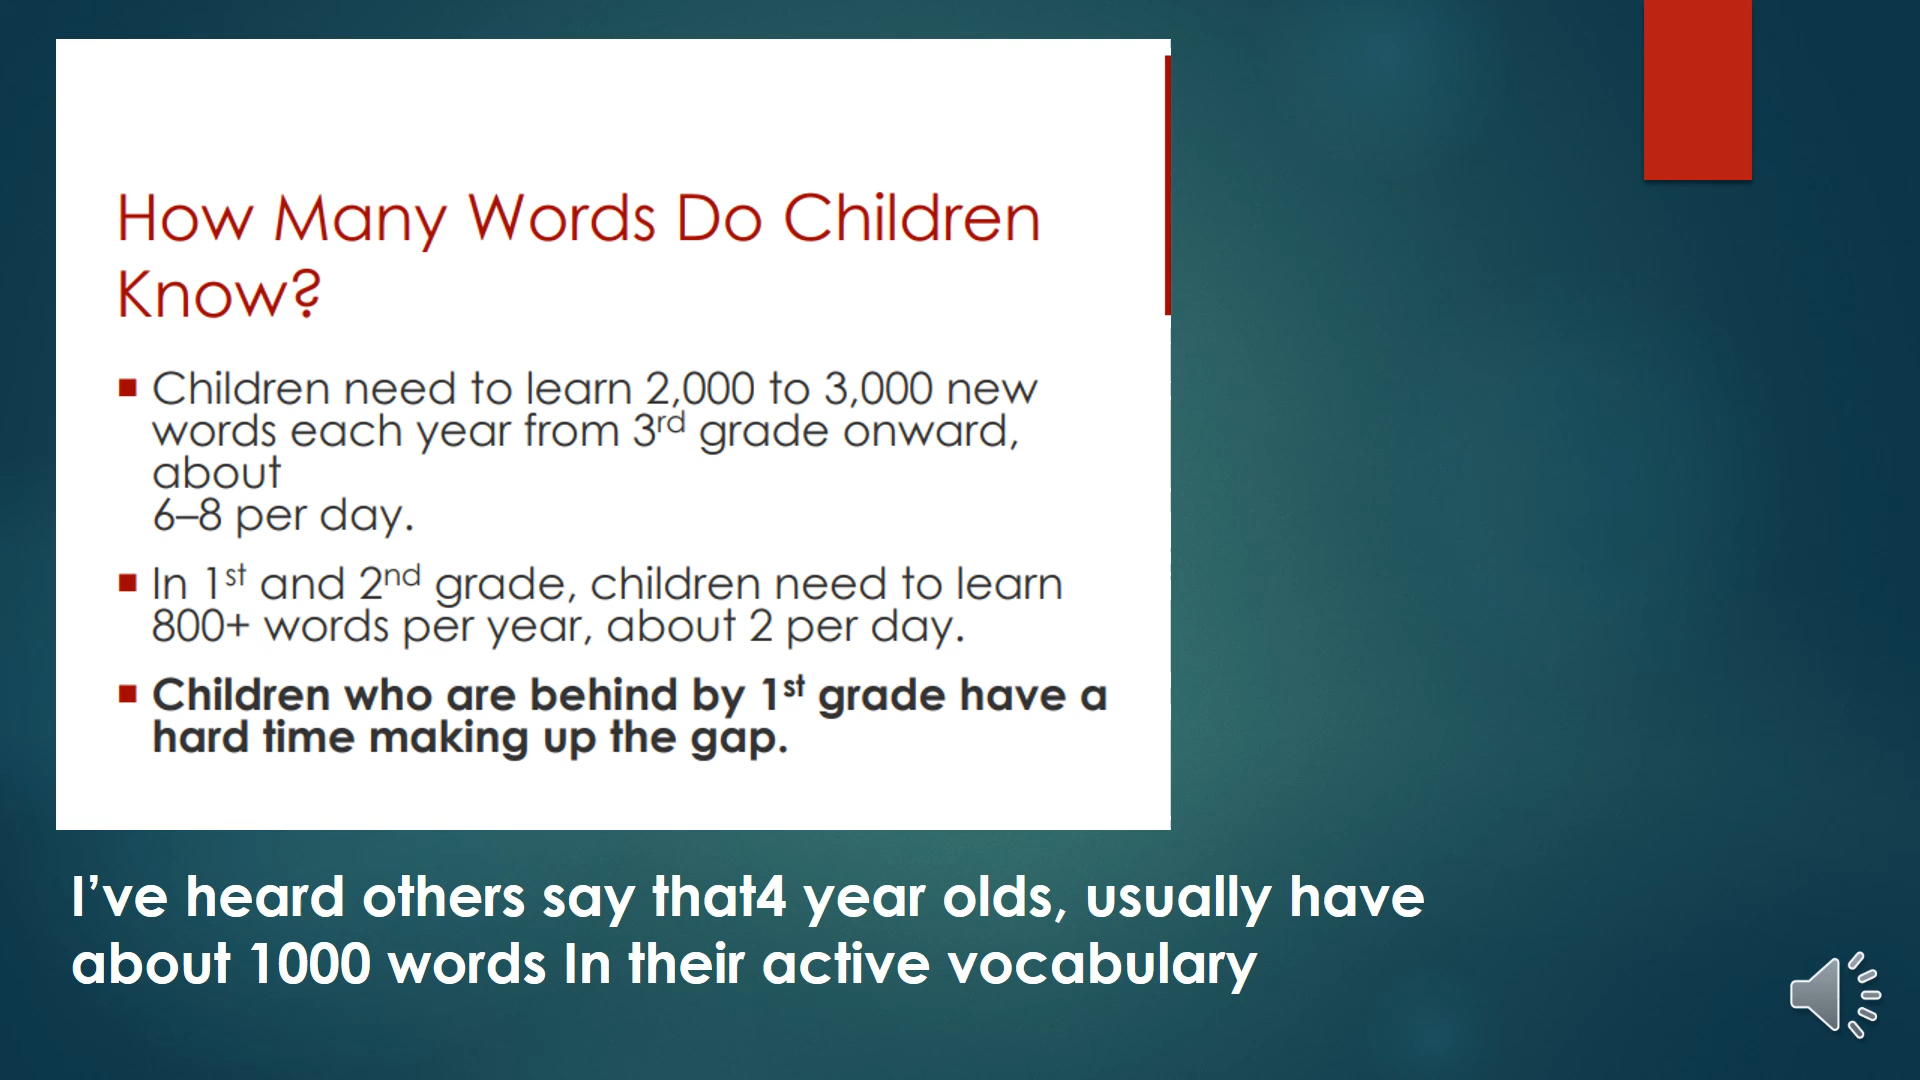 How Many Words Do Children
Know?
▪ Children need to learn 2,000 to 3,000 new
words each year from 3rd grade onward,
about
6–8 per day.
▪ In 1st and 2nd grade, children need to learn
800+ words per year, about 2 per day.
▪ Children who are behind by 1st grade have a
hard time making up the gap.
I’ve heard others say that4 year olds, usually have
about 1000 words In their active vocabulary